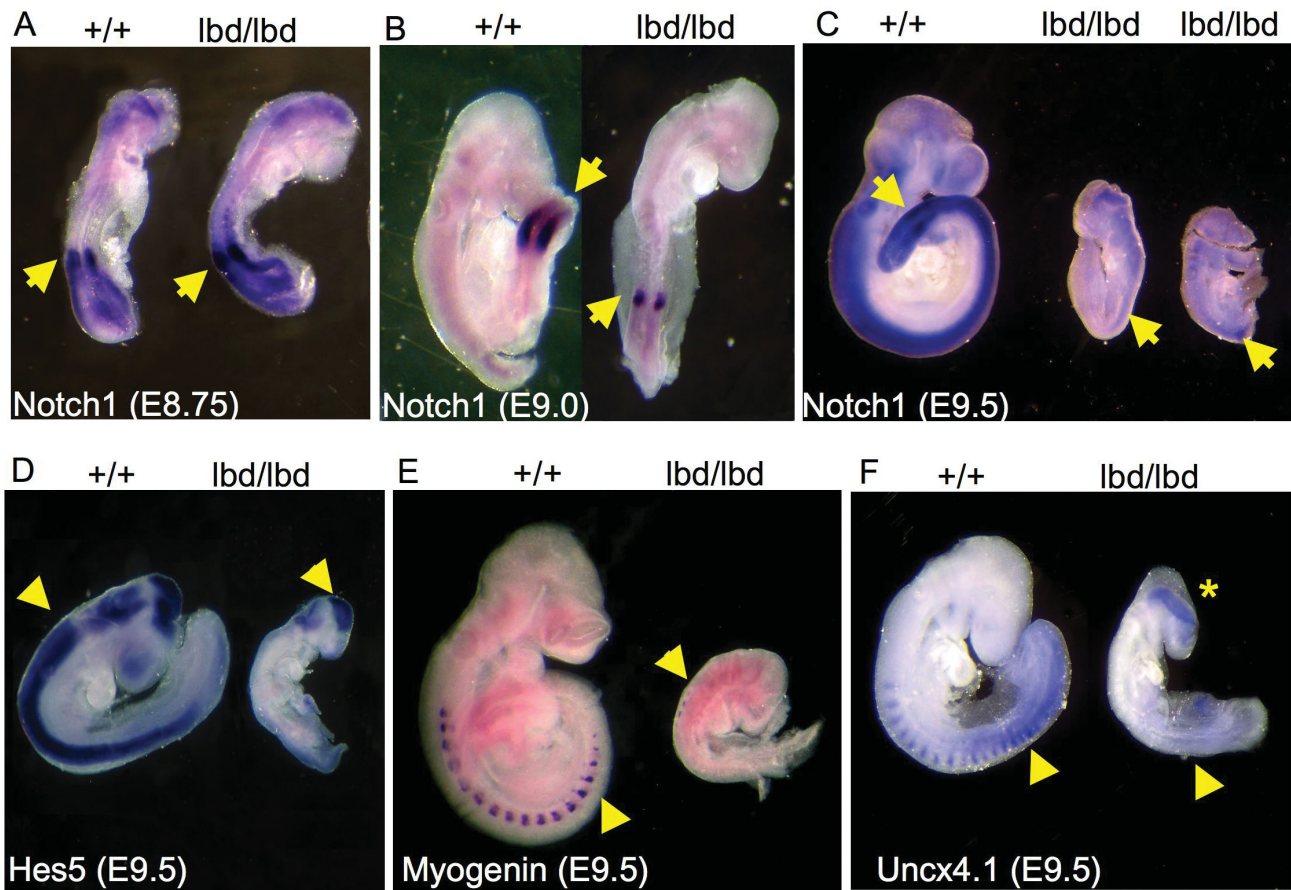 A +/+ lbd/lbd
Notch1 (E8.75)
B +/+ lbd/lbd
Notch1 (E9.0)
C +/+ lbd/lbd lbd/lbd
Notch1 (E9.5)
D +/+ lbd/lbd
Hes5 (E9.5)
E +/+ lbd/lbd
Myogenin (E9.5)
F +/+ lbd/lbd
*
Uncx4.1 (E9.5)